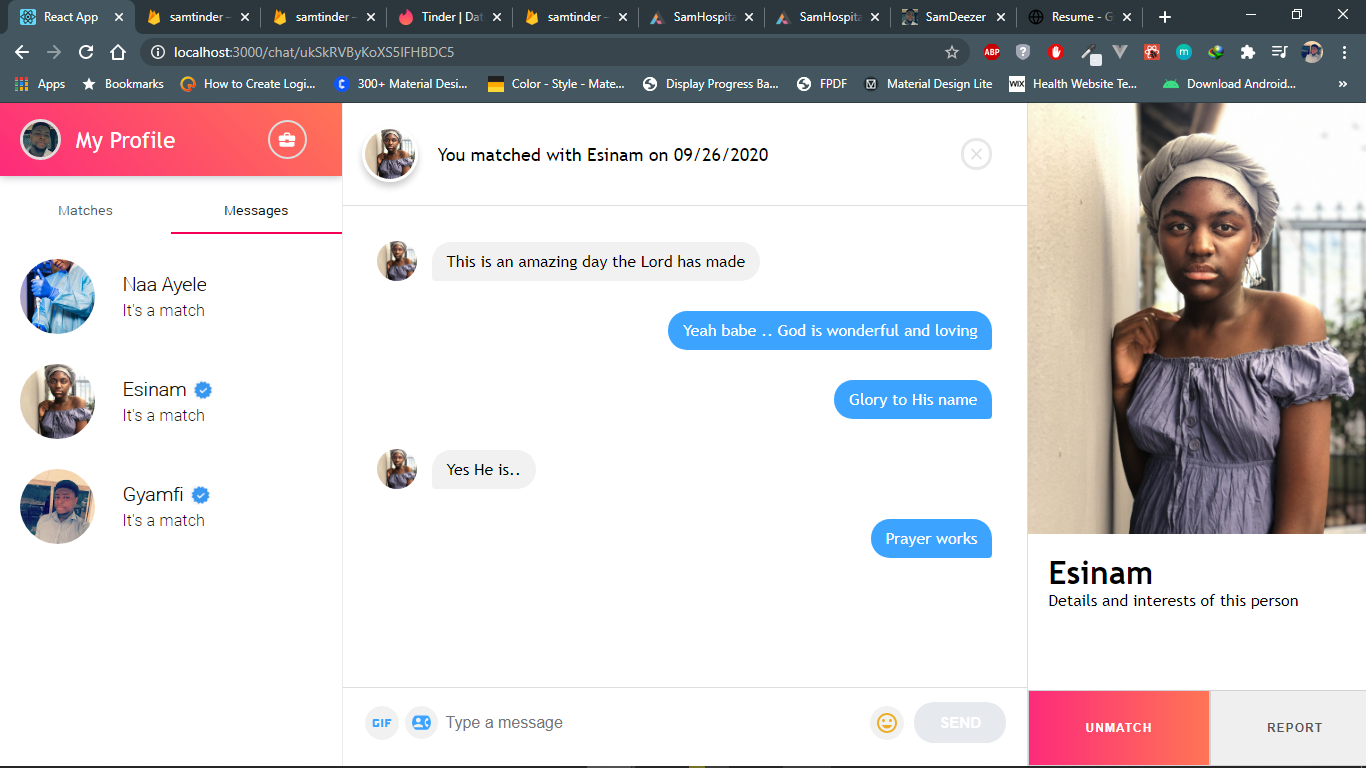 React App
samtinder –
samtinder –
Tinder | Dat
samtinder –
SamHospita
SamHospita
SamDeezer
Resume - G
localhost:3000/chat/ukSkRVByKoXS5IFHBDC5
ABP
m
Apps
Bookmarks
How to Create Logi...
300+ Material Desi...
Color - Style - Mate...
Display Progress Ba...
FPDF
Material Design Lite
WIX
Health Website Te...
Download Android...
»
My Profile
Matches
Messages
Naa Ayele
It's a match
Esinam
It's a match
Gyamfi
It's a match
You matched with Esinam on 09/26/2020
This is an amazing day the Lord has made
Yeah babe .. God is wonderful and loving
Glory to His name
Yes He is..
Prayer works
GIF
Type a message
SEND
Esinam
Details and interests of this person
UNMATCH
REPORT